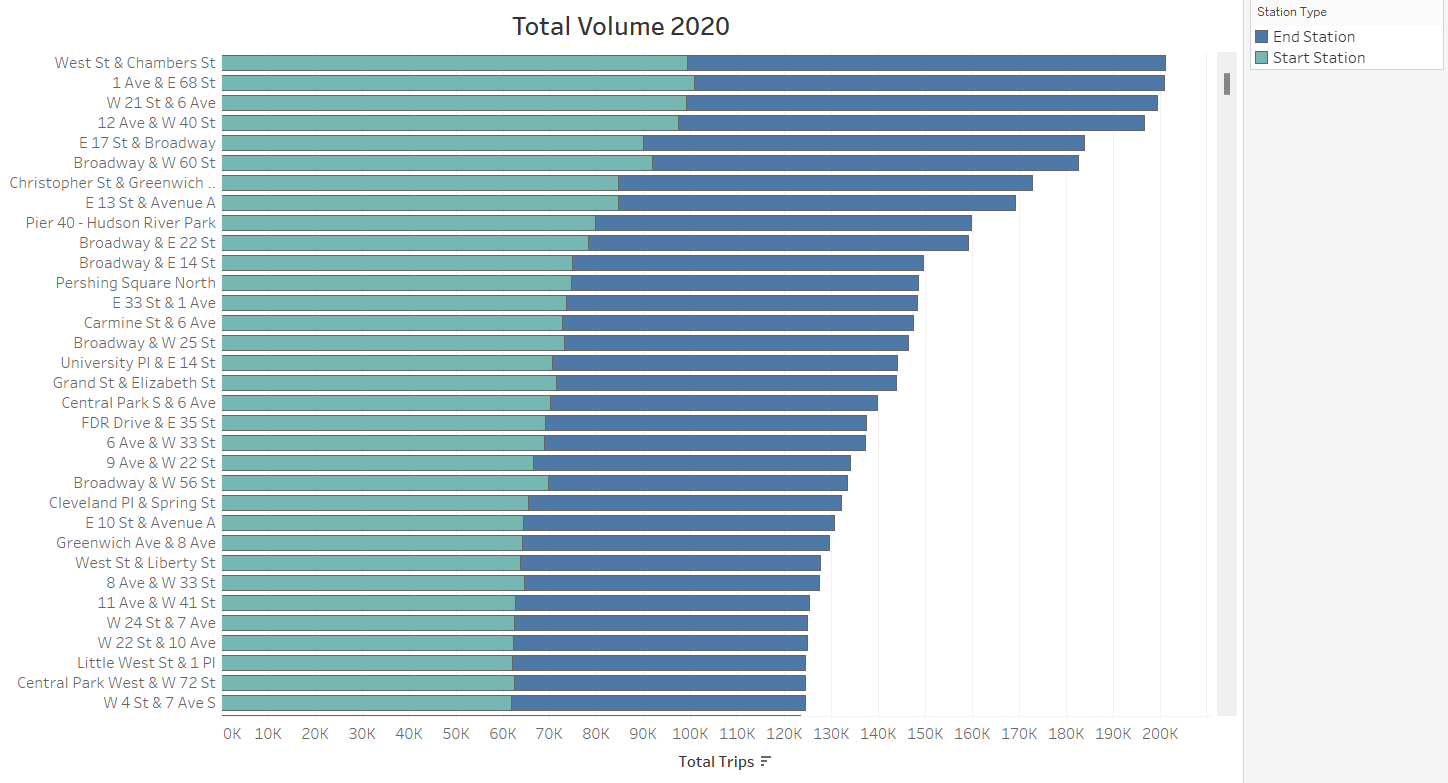 Total Volume 2020
Station Type
End Station
Start Station
West St & Chambers St
1 Ave & E 68 St
W 21 St & 6 Ave
12 Ave & W 40 St
E 17 St & Broadway
Broadway & W 60 St
Christopher St & Greenwich ..
E 13 St & Avenue A
Pier 40 - Hudson River Park
Broadway & E 22 St
Broadway & E 14 St
Pershing Square North
E 33 St & 1 Ave
Carmine St & 6 Ave
Broadway & W 25 St
University Pl & E 14 St
Grand St & Elizabeth St
Central Park S & 6 Ave
FDR Drive & E 35 St
6 Ave & W 33 St
9 Ave & W 22 St
Broadway & W 56 St
Cleveland Pl & Spring St
E 10 St & Avenue A
Greenwich Ave & 8 Ave
West St & Liberty St
8 Ave & W 33 St
11 Ave & W 41 St
W 24 St & 7 Ave
W 22 St & 10 Ave
Little West St & 1 Pl
Central Park West & W 72 St
W 4 St & 7 Ave S
0K 10K 20K 30K 40K 50K 60K 70K 80K 90K 100K 110K 120K 130K 140K 150K 160K 170K 180K 190K 200K
Total Trips